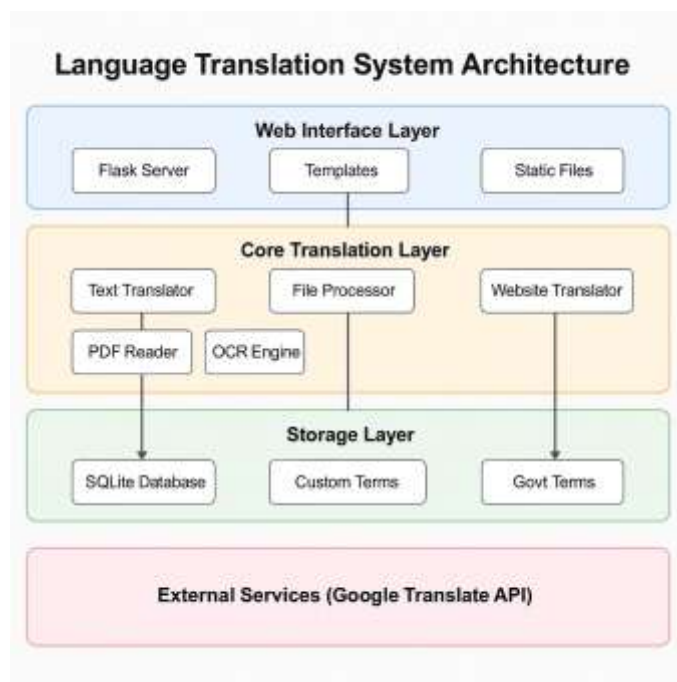 Language Translation System Architecture
Web Interface Layer
Flask Server
Templates
Static Files
Core Translation Layer
Text Translator
File Processor
Website Translator
PDF Reader
OCR Engine
Storage Layer
SQLite Database
Custom Terms
Govt Terms
External Services (Google Translate API)